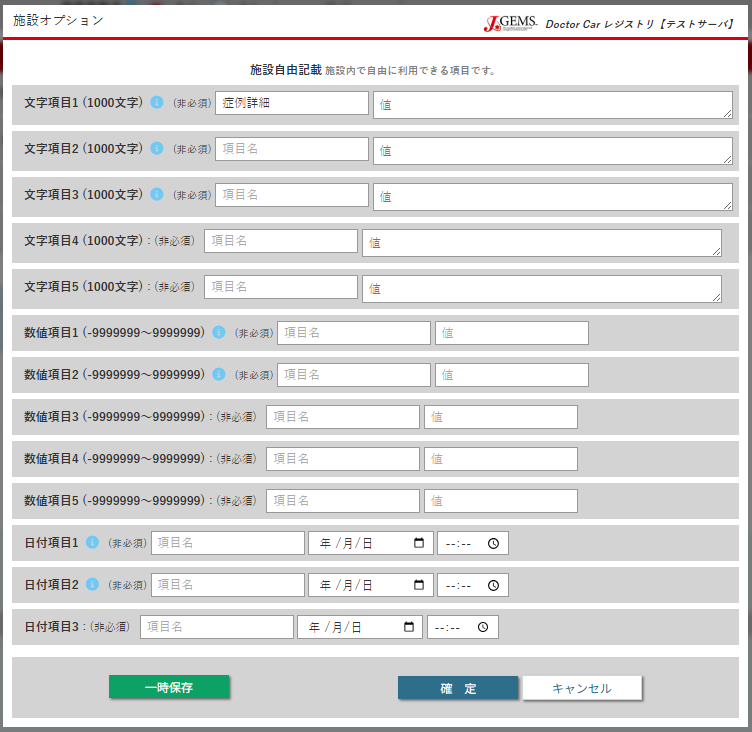 施設オプション
J-GEMS. Doctor Car レジストリ【テストサーバ】
施設自由記載 施設内で自由に利用できる項目です。
文字項目1 (1000文字) i (非必須) 症例詳細 値
文字項目2 (1000文字) i (非必須) 項目名 値
文字項目3 (1000文字) i (非必須) 項目名 値
文字項目4 (1000文字) : (非必須) 項目名 値
文字項目5 (1000文字) : (非必須) 項目名 値
数値項目1 (-9999999～9999999) i (非必須) 項目名 値
数値項目2 (-9999999～9999999) i (非必須) 項目名 値
数値項目3 (-9999999～9999999) : (非必須) 項目名 値
数値項目4 (-9999999～9999999) : (非必須) 項目名 値
数値項目5 (-9999999～9999999) : (非必須) 項目名 値
日付項目1 i (非必須) 項目名 年 /月/日 --:--
日付項目2 i (非必須) 項目名 年 /月/日 --:--
日付項目3 : (非必須) 項目名 年 /月/日 --:--
一時保存 確 定 キャンセル